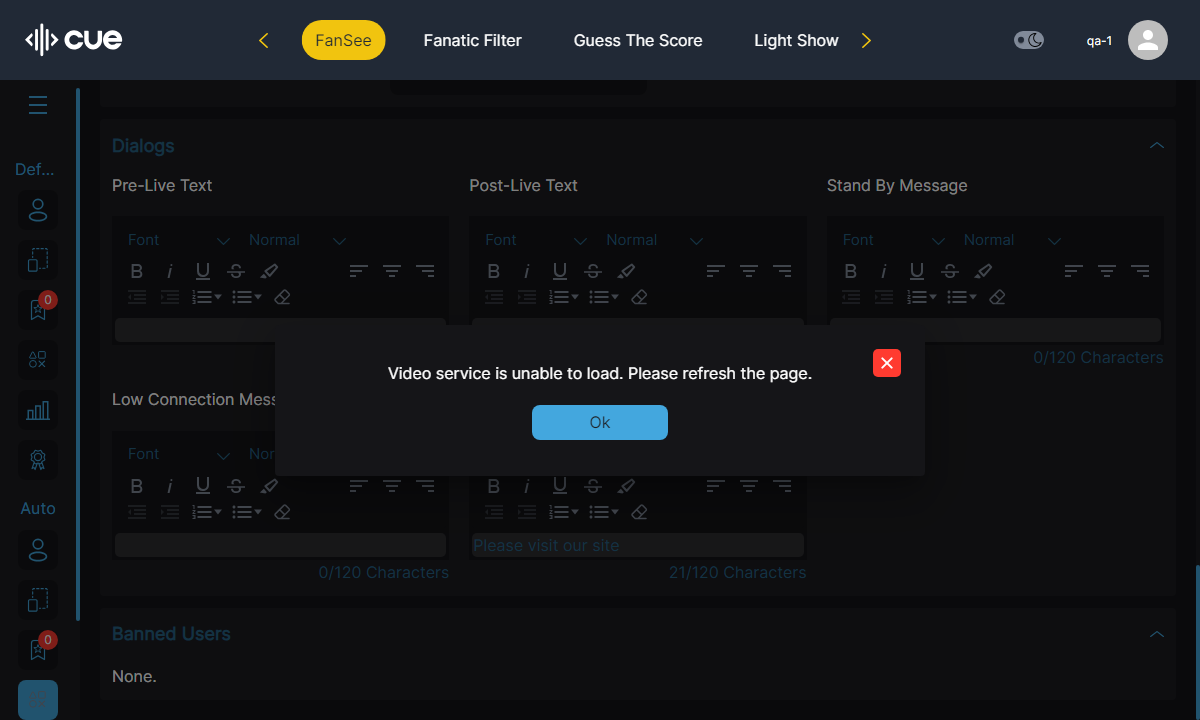 cue
FanSee
Fanatic Filter
Guess The Score
Light Show
qa-1
Def...
0
Auto
0
Dialogs
Pre-Live Text
Post-Live Text
Stand By Message
Font
Normal
Font
Normal
Font
Normal
0/120 Characters
Video service is unable to load. Please refresh the page.
Ok
Low Connection Mess
Font
Nor
Please visit our site
0/120 Characters
21/120 Characters
Banned Users
None.